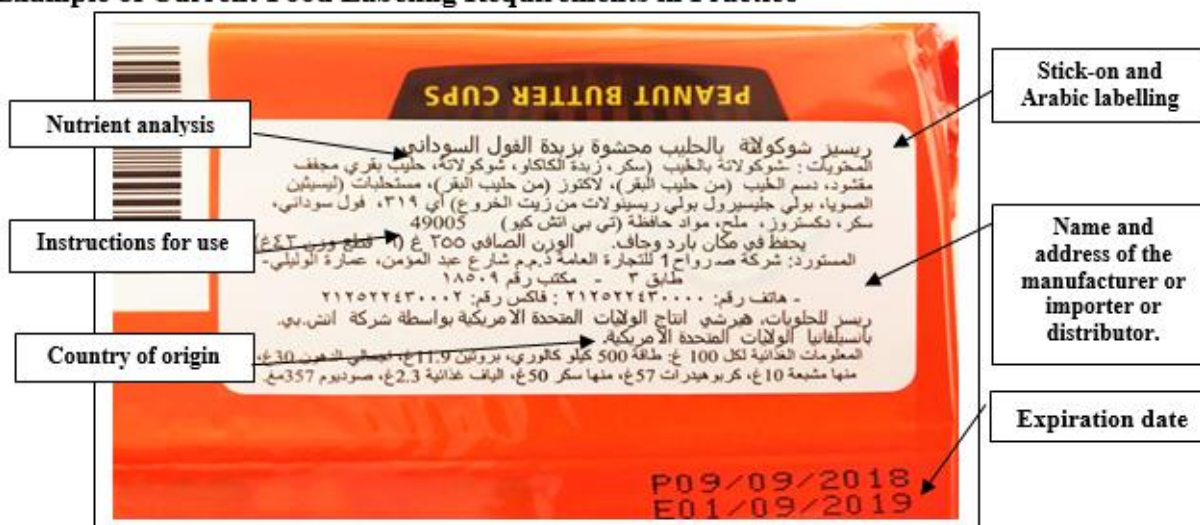 Example of Current Food Labeling Requirements in Practice
PEANUT BUTTER CUPS
Nutrient analysis
Instructions for use
Country of origin
Stick-on and
Arabic labelling
Name and
address of the
manufacturer or
importer or
distributor.
Expiration date
ريسيز شوكولاتة بالحليب محشوة بزبدة الفول السوداني
المحتويات : شوكولاتة بالحليب (سكر، زبدة الكاكاو، شوكولاتة، حليب بقري مجفف
مقشود، دسم الحليب (من حليب البقر)، لاكتوز (من حليب البقر)، مستحلبات (ليسيثين
الصويا، بولي جليسيرول بولي ريسينولات من زيت الخروع) أي ٣١٩، فول سوداني،
سكر، دكستروز، ملح، مواد حافظة (تي بي اتش كيو) 49005
يحفظ في مكان بارد وجاف. الوزن الصافي ٣٥٥ غ قطع وزن ٤٣غ)
المستورد: شركة رواح1 للتجارة العامة ذ.م.م شارع عبد المؤمن، عمارة الوليلي-
طابق ٣ - مكتب رقم ١٨٥٠٩
- هاتف رقم: ٢١٢٥٢٢٤٣٠٠٠٠ : فاكس رقم: ٢١٢٥٢٢٤٣٠٠٠٢
ريسز للحلويات، هيرشي انتاج الولايات المتحدة الامريكية بواسطة شركة اتش.بي.
بانسيلفانيا الولايات المتحدة الامريكية.
المعلومات الغذائية لكل 100 غ: طاقة 500 كيلو كالوري، بروتين 11.9غ، اجمالي الدهون 30غ،
منها مشبعة 10غ، كربوهيدرات 57غ، منها سكر 50غ، الياف غذائية 2.3غ، صوديوم 357مغ.
P09/09/2018
E01/09/2019